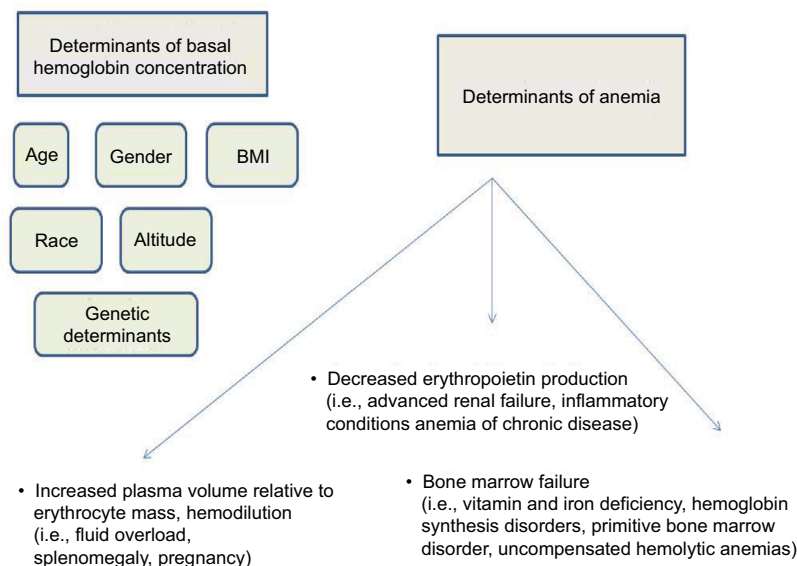 Determinants of basal
hemoglobin concentration
Determinants of anemia
Age
Gender
BMI
Race
Altitude
Genetic
determinants
• Decreased erythropoietin production
(i.e., advanced renal failure, inflammatory
conditions anemia of chronic disease)
• Increased plasma volume relative to
erythrocyte mass, hemodilution
(i.e., fluid overload,
splenomegaly, pregnancy)
• Bone marrow failure
(i.e., vitamin and iron deficiency, hemoglobin
synthesis disorders, primitive bone marrow
disorder, uncompensated hemolytic anemias)